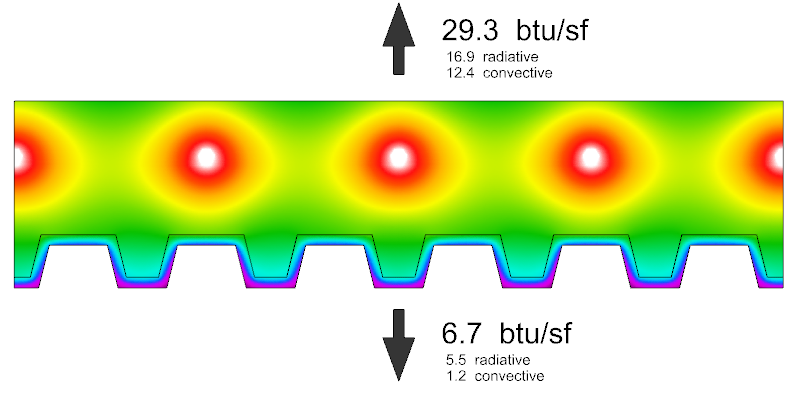 29.3 btu/sf
16.9 radiative
12.4 convective
6.7 btu/sf
5.5 radiative
1.2 convective